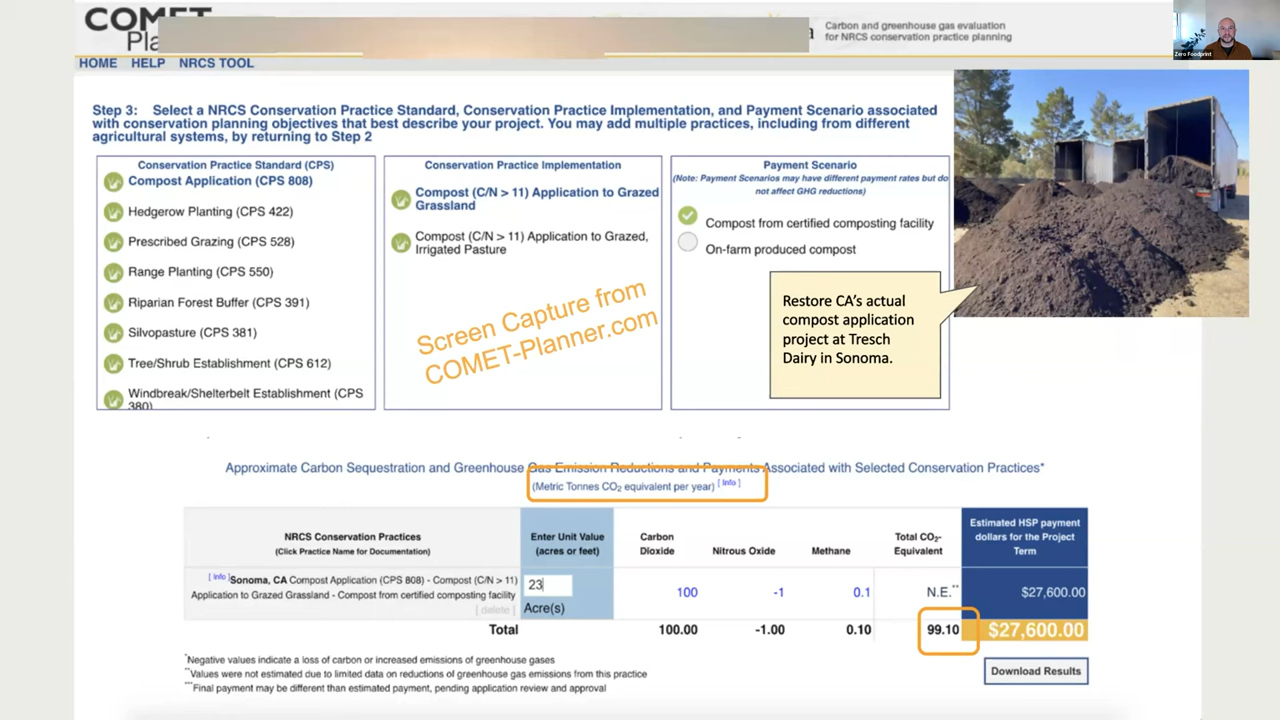 COMET
Carbon and greenhouse gas evaluation
for NRCS conservation practice planning
Zero Foodprint
HOME HELP NRCS TOOL
Step 3: Select a NRCS Conservation Practice Standard, Conservation Practice Implementation, and Payment Scenario associated
with conservation planning objectives that best describe your project. You may add multiple practices, including from different
agricultural systems, by returning to Step 2
Conservation Practice Standard (CPS)
Compost Application (CPS 808)
Hedgerow Planting (CPS 422)
Prescribed Grazing (CPS 528)
Range Planting (CPS 550)
Riparian Forest Buffer (CPS 391)
Silvopasture (CPS 381)
Tree/Shrub Establishment (CPS 612)
Windbreak/Shelterbelt Establishment (CPS
380)
Conservation Practice Implementation
Compost (C/N > 11) Application to Grazed
Grassland
Compost (C/N > 11) Application to Grazed,
Irrigated Pasture
Screen Capture from
COMET-Planner.com
Payment Scenario
(Note: Payment Scenarios may have different payment rates but do
not affect GHG reductions)
Compost from certified composting facility
On-farm produced compost
Restore CA's actual
compost application
project at Tresch
Dairy in Sonoma.
Approximate Carbon Sequestration and Greenhouse Gas Emission Reductions and Payments Associated with Selected Conservation Practices*
(Metric Tonnes CO2 equivalent per year) [ Info ]
NRCS Conservation Practices
(Click Practice Name for Documentation)
Enter Unit Value
(acres or feet)
Carbon
Dioxide
Nitrous Oxide
Methane
Total CO2-
Equivalent
Estimated HSP payment
dollars for the Project
Term
[ Info ] Sonoma, CA Compost Application (CPS 808) - Compost (C/N > 11)
Application to Grazed Grassland - Compost from certified composting facility
[ delete ]
23
Acre(s)
100 -1 0.1 N.E.** $27,600.00
Total 100.00 -1.00 0.10 99.10 $27,600.00
*Negative values indicate a loss of carbon or increased emissions of greenhouse gases
**Values were not estimated due to limited data on reductions of greenhouse gas emissions from this practice
***Final payment may be different than estimated payment, pending application review and approval
Download Results